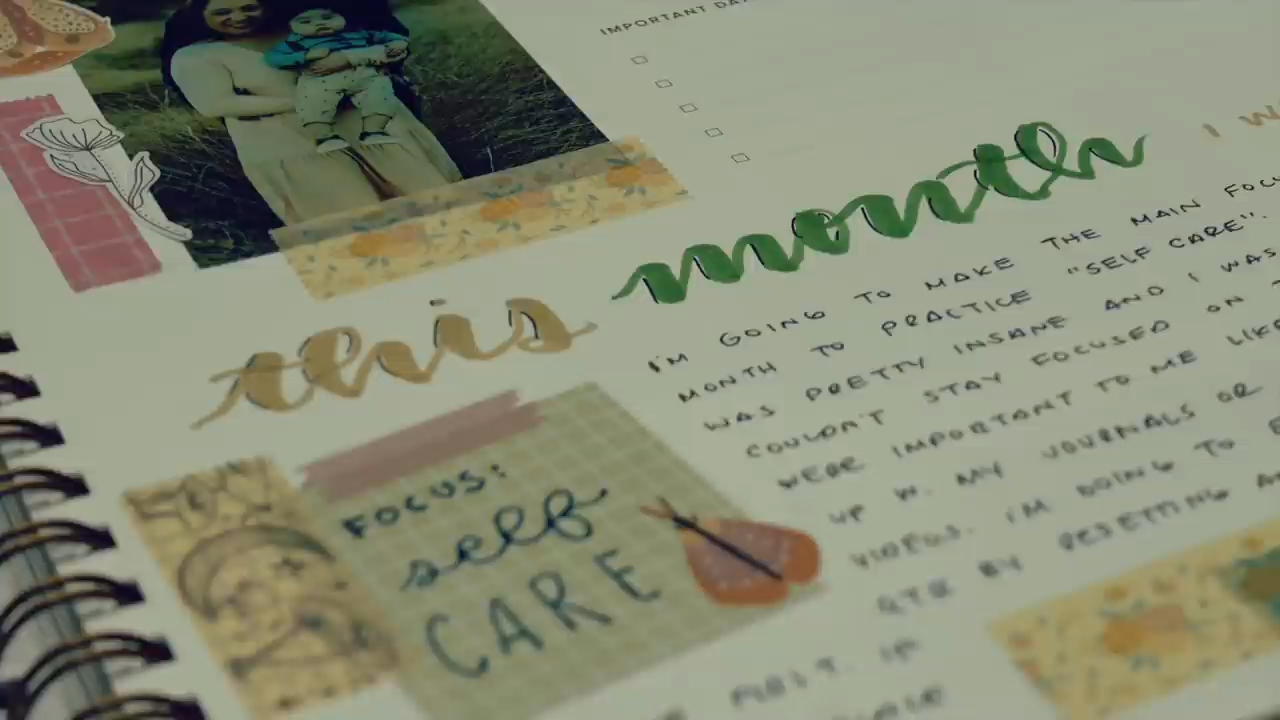 IMPORTANT DA
this month
I W
FOCUS:
self
CARE
I'M GOING TO MAKE THE MAIN FOCU
MONTH TO PRACTICE "SELF CARE".
WAS PRETTY INSANE AND I WAS
COULDN'T STAY FOCUSED ON T
WERE IMPORTANT TO ME LIKE
UP W. MY JOURNALS OR
VIDEOS. I'M GOING TO
BY RESETTING
IF